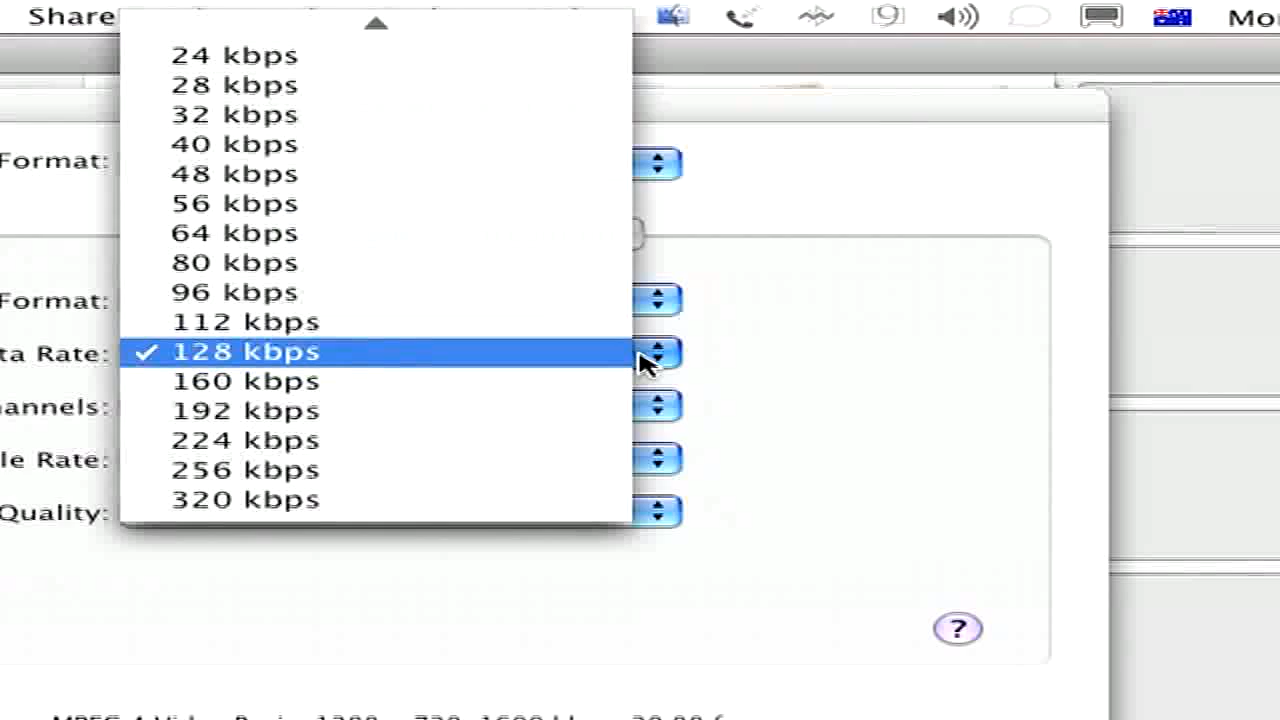 Share
9
Mo
24 kbps
28 kbps
32 kbps
40 kbps
48 kbps
56 kbps
64 kbps
80 kbps
96 kbps
112 kbps
128 kbps
160 kbps
192 kbps
224 kbps
256 kbps
320 kbps
Format:
Format:
ta Rate:
annels:
le Rate:
Quality:
?